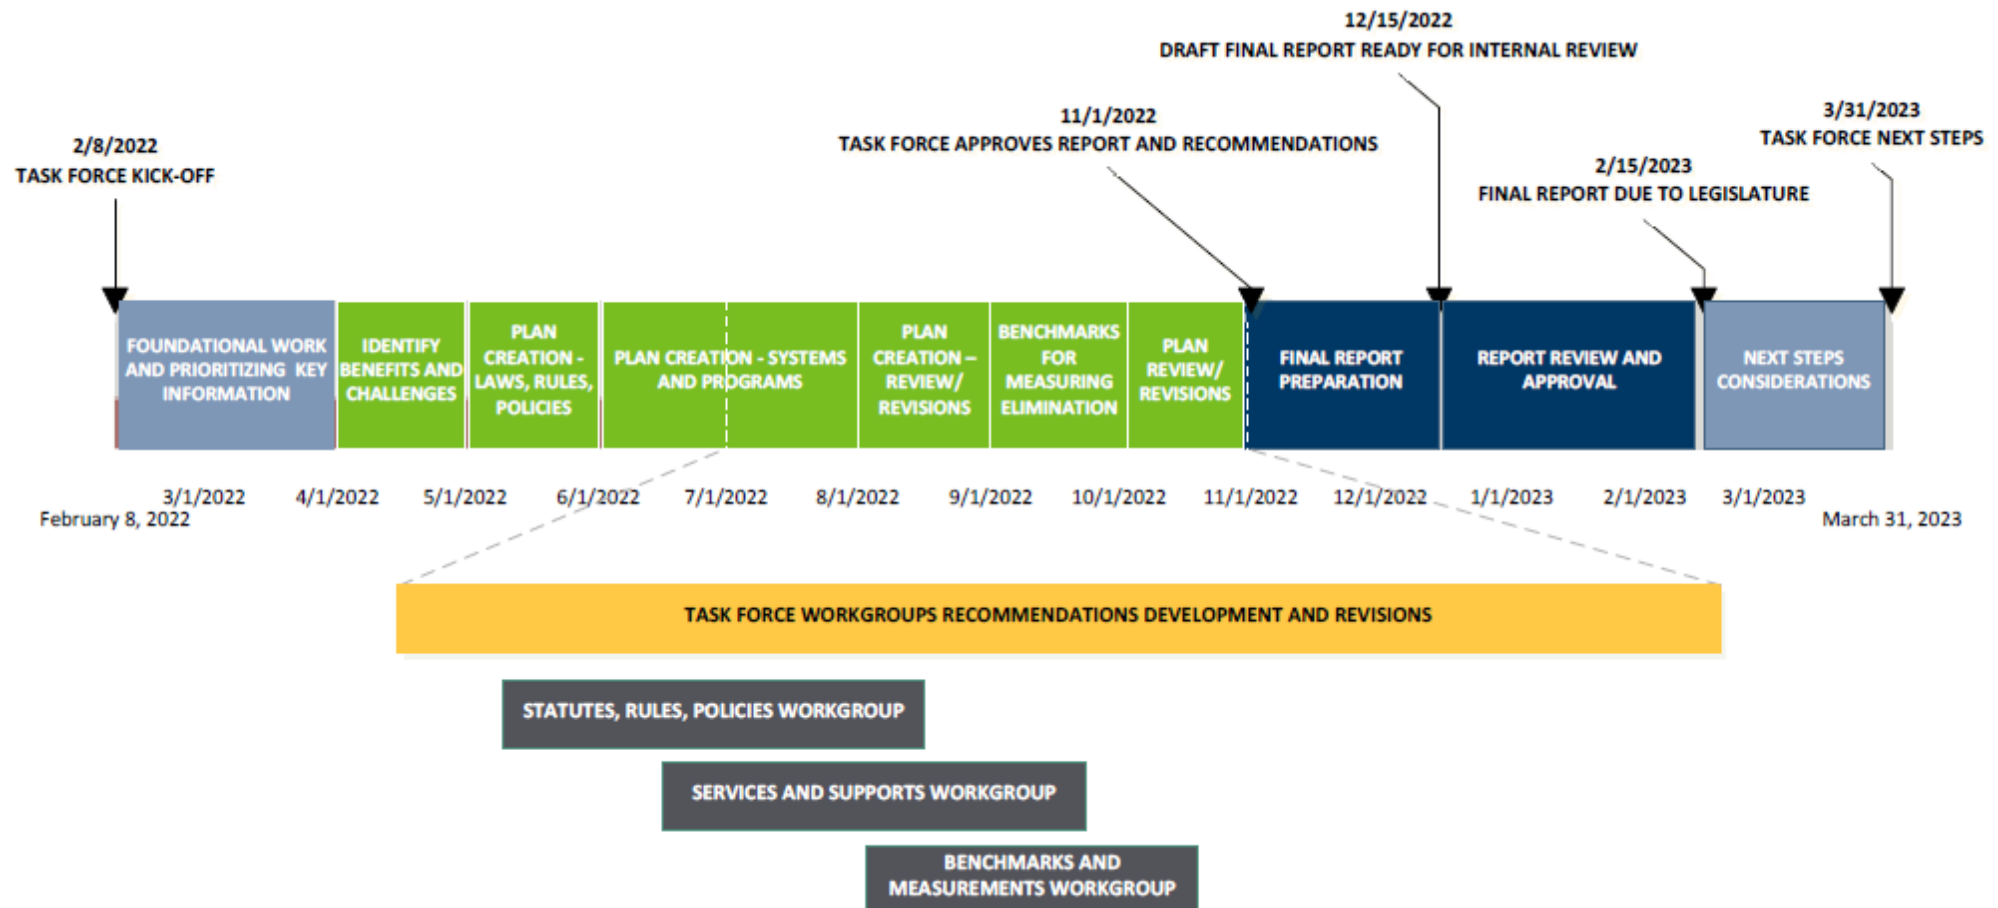 12/15/2022
DRAFT FINAL REPORT READY FOR INTERNAL REVIEW
11/1/2022
TASK FORCE APPROVES REPORT AND RECOMMENDATIONS
3/31/2023
TASK FORCE NEXT STEPS
2/8/2022
TASK FORCE KICK-OFF
2/15/2023
FINAL REPORT DUE TO LEGISLATURE
FOUNDATIONAL WORK
AND PRIORITIZING KEY
INFORMATION
IDENTIFY
BENEFITS AND
CHALLENGES
PLAN
CREATION -
LAWS, RULES,
POLICIES
PLAN CREATION - SYSTEMS
AND PROGRAMS
PLAN
CREATION –
REVIEW/
REVISIONS
BENCHMARKS
FOR
MEASURING
ELIMINATION
PLAN
REVIEW/
REVISIONS
FINAL REPORT
PREPARATION
REPORT REVIEW AND
APPROVAL
NEXT STEPS
CONSIDERATIONS
3/1/2022
4/1/2022
5/1/2022
6/1/2022
7/1/2022
8/1/2022
9/1/2022
10/1/2022
11/1/2022
12/1/2022
1/1/2023
2/1/2023
3/1/2023
February 8, 2022
March 31, 2023
TASK FORCE WORKGROUPS RECOMMENDATIONS DEVELOPMENT AND REVISIONS
STATUTES, RULES, POLICIES WORKGROUP
SERVICES AND SUPPORTS WORKGROUP
BENCHMARKS AND
MEASUREMENTS WORKGROUP